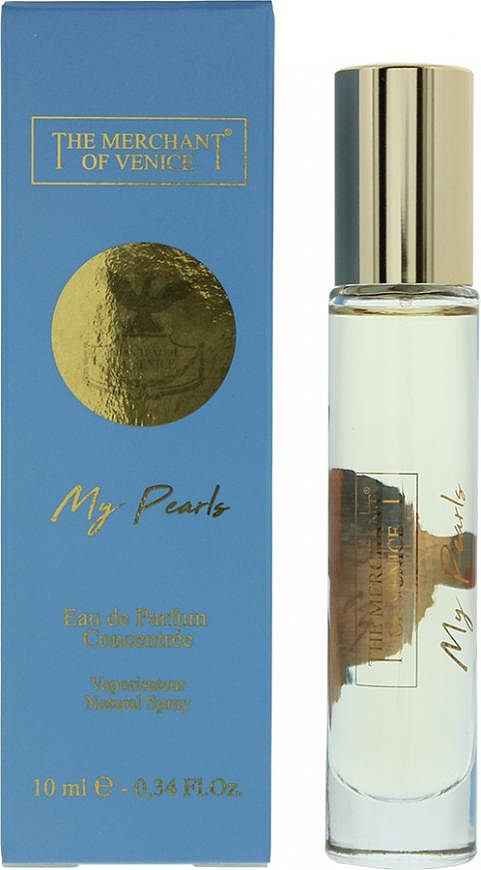 THE MERCHANT®
OF VENICE
My Pearls
Eau de Parfum
Concentrée
Vaporisateur
Natural Spray
10 ml ℮ - 0,34 Fl.Oz.
THE MERCHANT®
OF VENICE
My Pearls